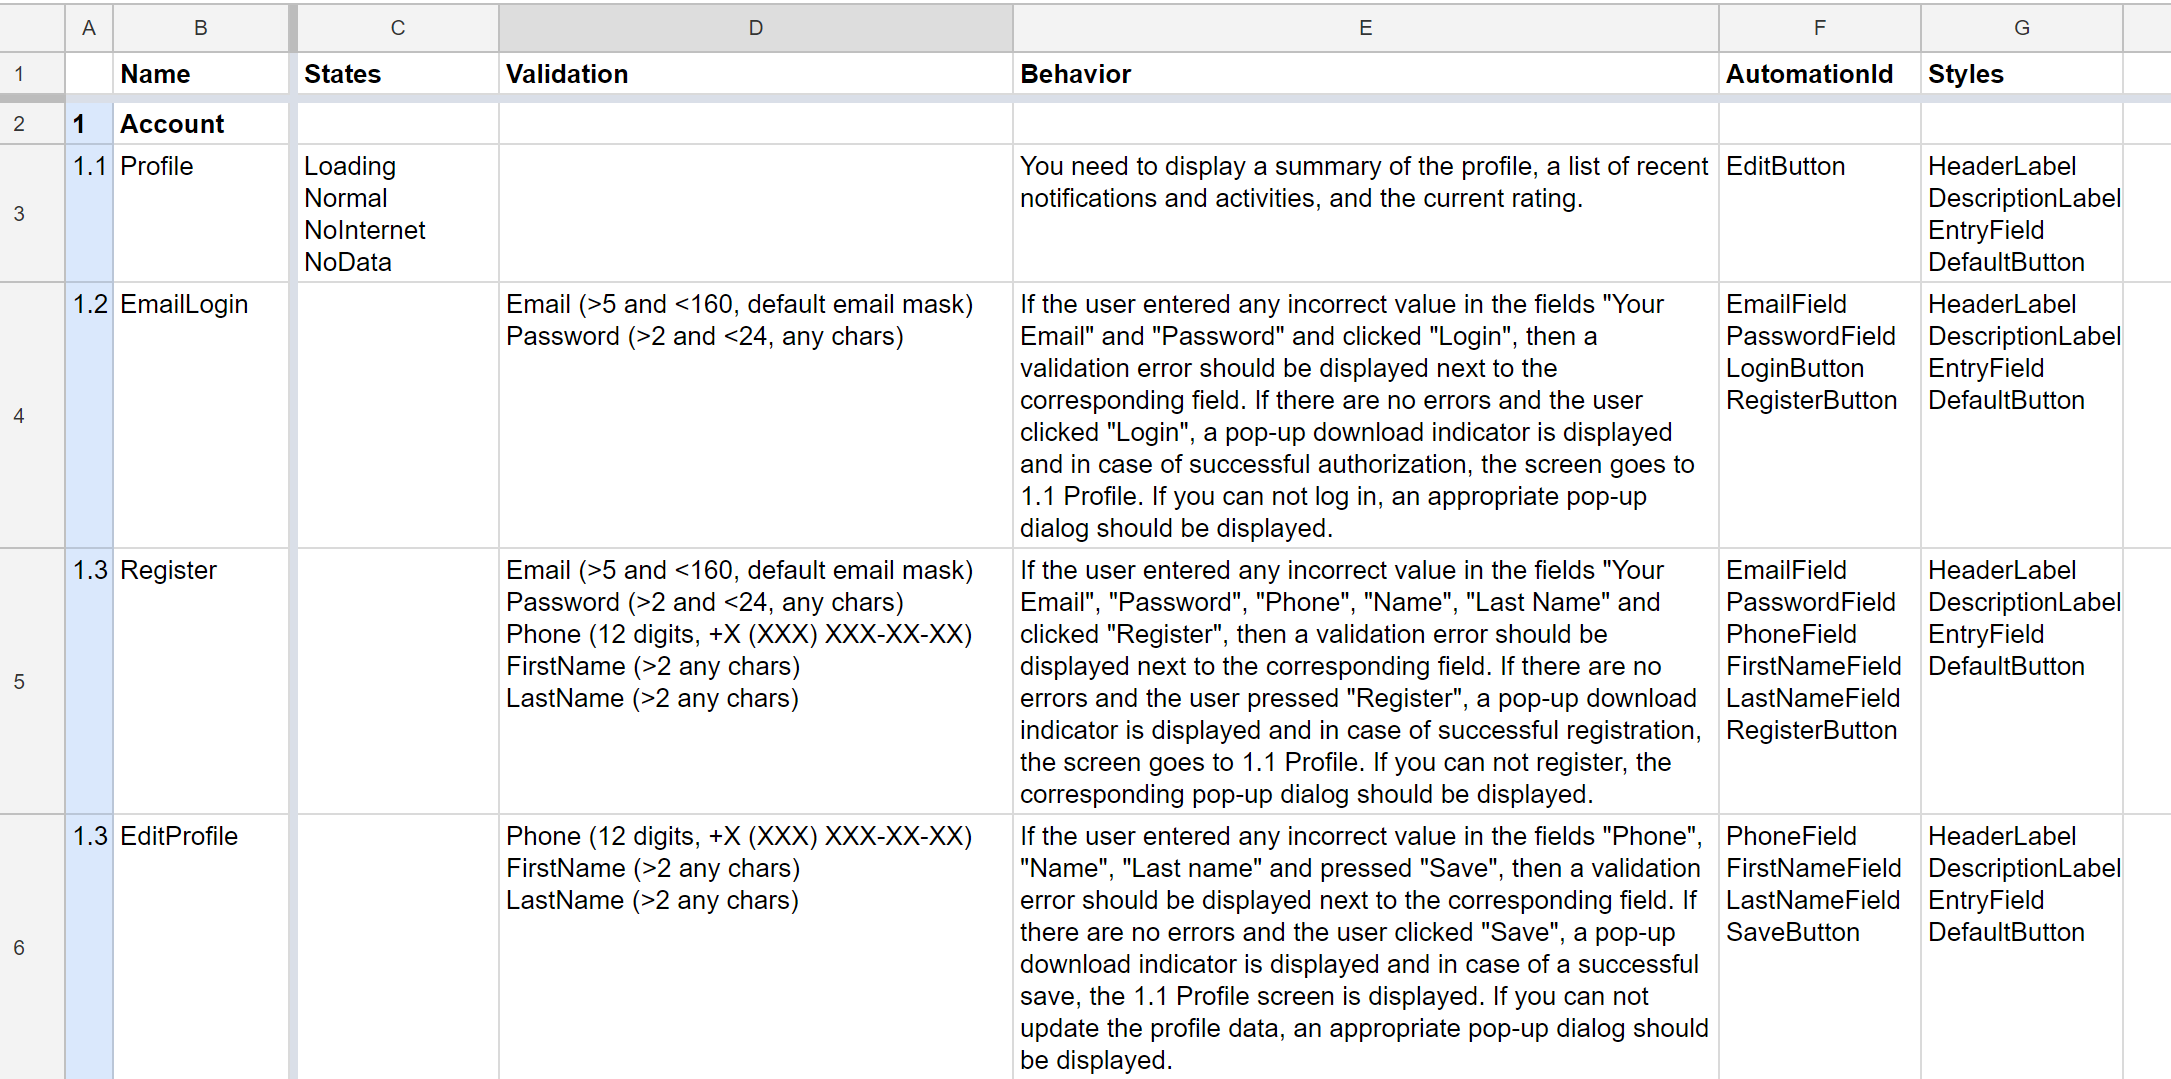 A B C D E F G
1 Name States Validation Behavior AutomationId Styles
2 1 Account
3 1.1 Profile
Loading
Normal
NoInternet
NoData
You need to display a summary of the profile, a list of recent
notifications and activities, and the current rating.
EditButton
HeaderLabel
DescriptionLabel
EntryField
DefaultButton
4 1.2 EmailLogin
Email (>5 and <160, default email mask)
Password (>2 and <24, any chars)
If the user entered any incorrect value in the fields "Your
Email" and "Password" and clicked "Login", then a
validation error should be displayed next to the
corresponding field. If there are no errors and the user
clicked "Login", a pop-up download indicator is displayed
and in case of successful authorization, the screen goes to
1.1 Profile. If you can not log in, an appropriate pop-up
dialog should be displayed.
EmailField
PasswordField
LoginButton
RegisterButton
HeaderLabel
DescriptionLabel
EntryField
DefaultButton
5 1.3 Register
Email (>5 and <160, default email mask)
Password (>2 and <24, any chars)
Phone (12 digits, +X (XXX) XXX-XX-XX)
FirstName (>2 any chars)
LastName (>2 any chars)
If the user entered any incorrect value in the fields "Your
Email", "Password", "Phone", "Name", "Last Name" and
clicked "Register", then a validation error should be
displayed next to the corresponding field. If there are no
errors and the user pressed "Register", a pop-up download
indicator is displayed and in case of successful registration,
the screen goes to 1.1 Profile. If you can not register, the
corresponding pop-up dialog should be displayed.
EmailField
PasswordField
PhoneField
FirstNameField
LastNameField
RegisterButton
HeaderLabel
DescriptionLabel
EntryField
DefaultButton
6 1.3 EditProfile
Phone (12 digits, +X (XXX) XXX-XX-XX)
FirstName (>2 any chars)
LastName (>2 any chars)
If the user entered any incorrect value in the fields "Phone",
"Name", "Last name" and pressed "Save", then a validation
error should be displayed next to the corresponding field. If
there are no errors and the user clicked "Save", a pop-up
download indicator is displayed and in case of a successful
save, the 1.1 Profile screen is displayed. If you can not
update the profile data, an appropriate pop-up dialog should
be displayed.
PhoneField
FirstNameField
LastNameField
SaveButton
HeaderLabel
DescriptionLabel
EntryField
DefaultButton